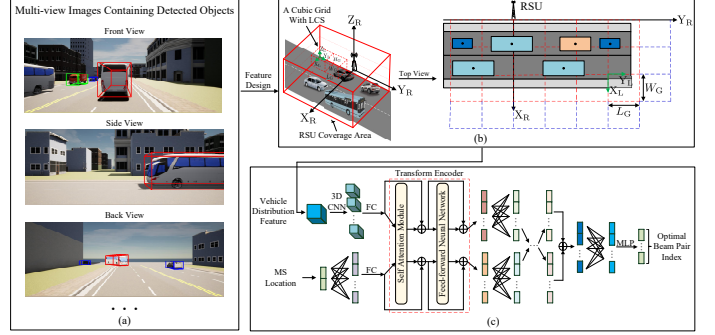 Multi-view Images Containing Detected Objects
Front View
Side View
Back View
. . .
(a)
Feature
Design
A Cubic Grid
With LCS
Z_R
Y_R
X_R
RSU Coverage Area
Top View
RSU
Y_R
Y_L
X_L
W_G
L_G
X_R
(b)
Transform Encoder
Vehicle
Distribution
Feature
3D
CNN
FC
Self Attention Module
Feed-forward Neural Network
MS
Location
FC
MLP
Optimal
Beam Pair
Index
(c)